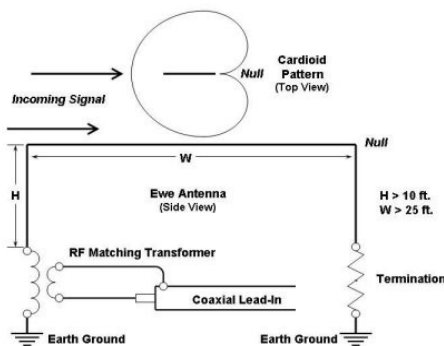 Cardioid
Pattern
(Top View)
Null
Incoming Signal
Null
W
H
Ewe Antenna
(Side View)
H > 10 ft.
W > 25 ft.
RF Matching Transformer
Termination
Coaxial Lead-In
Earth Ground
Earth Ground